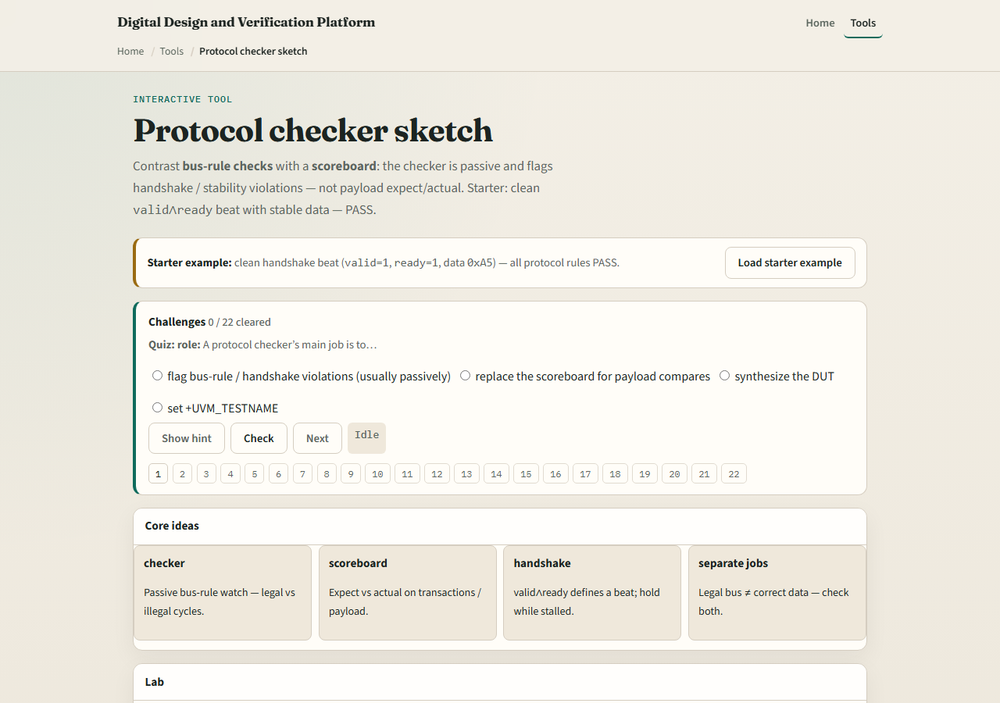 Digital Design and Verification Platform
Home Tools
Home / Tools / Protocol checker sketch
INTERACTIVE TOOL
Protocol checker sketch
Contrast bus-rule checks with a scoreboard: the checker is passive and flags
handshake / stability violations — not payload expect/actual. Starter: clean
valid∧ready beat with stable data — PASS.
Starter example: clean handshake beat (valid=1, ready=1, data 0xA5) — all protocol rules PASS.
Load starter example
Challenges 0 / 22 cleared
Quiz: role: A protocol checker’s main job is to…
flag bus-rule / handshake violations (usually passively) replace the scoreboard for payload compares synthesize the DUT
set +UVM_TESTNAME
Show hint Check Next Idle
1 2 3 4 5 6 7 8 9 10 11 12 13 14 15 16 17 18 19 20 21 22
Core ideas
checker
Passive bus-rule watch — legal vs
illegal cycles.
scoreboard
Expect vs actual on transactions /
payload.
handshake
valid∧ready defines a beat; hold
while stalled.
separate jobs
Legal bus ≠ correct data — check
both.
Lab